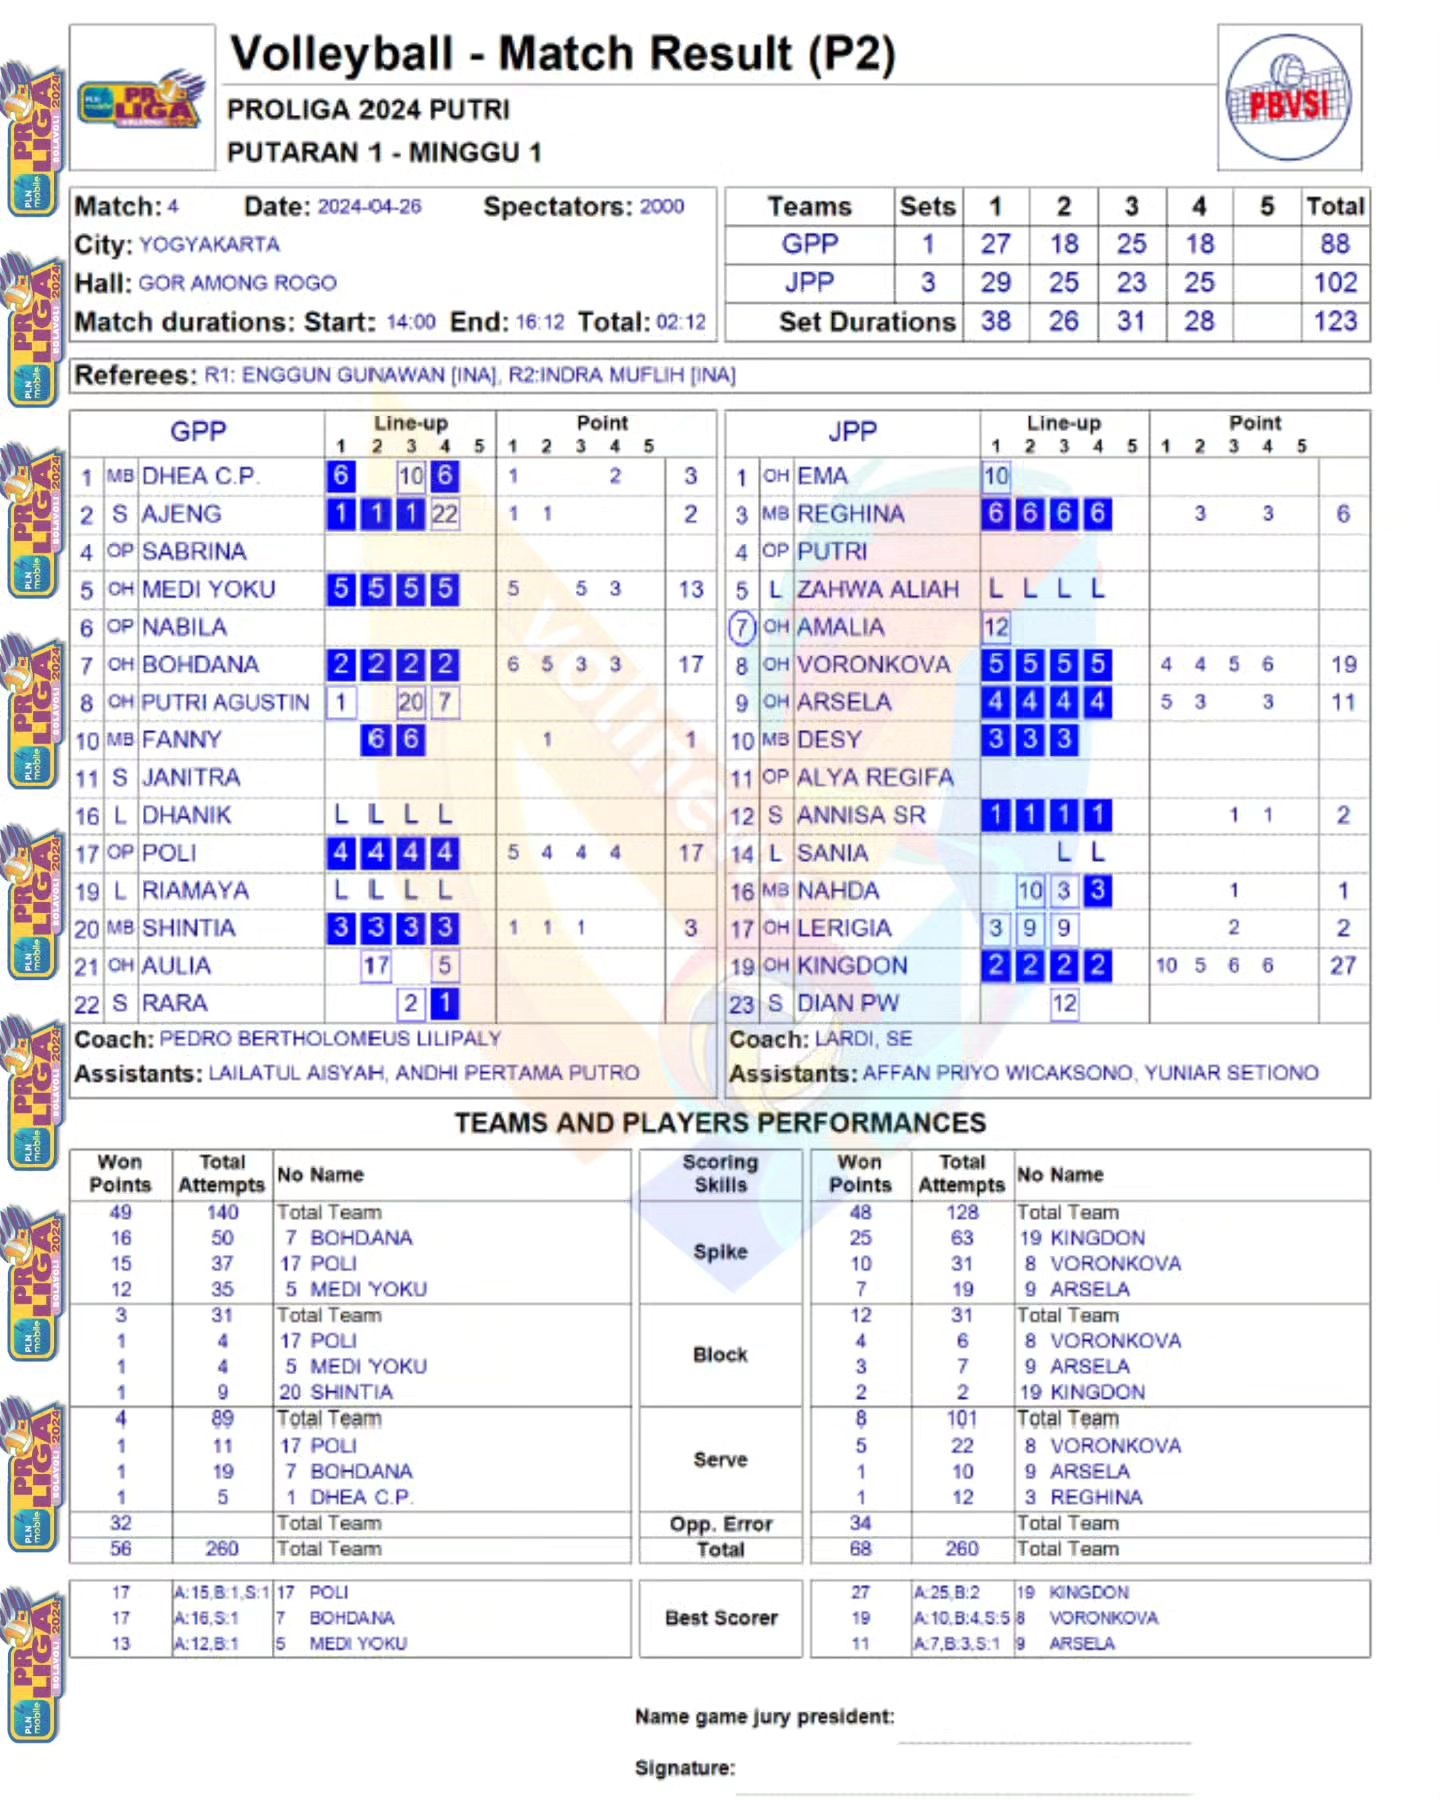 Volleyball - Match Result (P2)
PROLIGA 2024 PUTRI
PUTARAN 1 - MINGGU 1
PBVSI
Match: 4 Date: 2024-04-26 Spectators: 2000
City: YOGYAKARTA
Hall: GOR AMONG ROGO
Match durations: Start: 14:00 End: 16:12 Total: 02:12
Teams Sets 1 2 3 4 5 Total
GPP 1 27 18 25 18 88
JPP 3 29 25 23 25 102
Set Durations 38 26 31 28 123
Referees: R1: ENGGUN GUNAWAN [INA], R2:INDRA MUFLIH [INA]
GPP Line-up Point
1 2 3 4 5 1 2 3 4 5
1 MB DHEA C.P. 6 10 6 1 2 3
2 S AJENG 1 1 1 22 1 1 2
4 OP SABRINA
5 OH MEDI YOKU 5 5 5 5 5 5 3 13
6 OP NABILA
7 OH BOHDANA 2 2 2 2 6 5 3 3 17
8 OH PUTRI AGUSTIN 1 20 7
10 MB FANNY 6 6 1 1
11 S JANITRA
16 L DHANIK L L L L
17 OP POLI 4 4 4 4 5 4 4 4 17
19 L RIAMAYA L L L L
20 MB SHINTIA 3 3 3 3 1 1 1 3
21 OH AULIA 17 5
22 S RARA 2 1
Coach: PEDRO BERTHOLOMEUS LILIPALY
Assistants: LAILATUL AISYAH, ANDHI PERTAMA PUTRO
JPP Line-up Point
1 2 3 4 5 1 2 3 4 5
1 OH EMA 10
3 MB REGHINA 6 6 6 6 3 3 6
4 OP PUTRI
5 L ZAHWA ALIAH L L L L
7 OH AMALIA 12
8 OH VORONKOVA 5 5 5 5 4 4 5 6 19
9 OH ARSELA 4 4 4 4 5 3 3 11
10 MB DESY 3 3 3
11 OP ALYA REGIFA
12 S ANNISA SR 1 1 1 1 1 1 2
14 L SANIA L L
16 MB NAHDA 10 3 3 1 1
17 OH LERIGIA 3 9 9 2 2
19 OH KINGDON 2 2 2 2 10 5 6 6 27
23 S DIAN PW 12
Coach: LARDI, SE
Assistants: AFFAN PRIYO WICAKSONO, YUNIAR SETIONO
TEAMS AND PLAYERS PERFORMANCES
Won Points Total Attempts No Name Scoring Skills Won Points Total Attempts No Name
49 140 Total Team Spike 48 128 Total Team
16 50 7 BOHDANA 25 63 19 KINGDON
15 37 17 POLI 10 31 8 VORONKOVA
12 35 5 MEDI YOKU 7 19 9 ARSELA
3 31 Total Team Block 12 31 Total Team
1 4 17 POLI 4 6 8 VORONKOVA
1 4 5 MEDI YOKU 3 7 9 ARSELA
1 9 20 SHINTIA 2 2 19 KINGDON
4 89 Total Team Serve 8 101 Total Team
1 11 17 POLI 5 22 8 VORONKOVA
1 19 7 BOHDANA 1 10 9 ARSELA
1 5 1 DHEA C.P. 1 12 3 REGHINA
32 Total Team Opp. Error 34 Total Team
56 260 Total Team Total 68 260 Total Team
17 A:15,B:1,S:1 17 POLI Best Scorer 27 A:25,B:2 19 KINGDON
17 A:16,S:1 7 BOHDANA 19 A:10,B:4,S:5 8 VORONKOVA
13 A:12,B:1 5 MEDI YOKU 11 A:7,B:3,S:1 9 ARSELA
Name game jury president:
Signature: